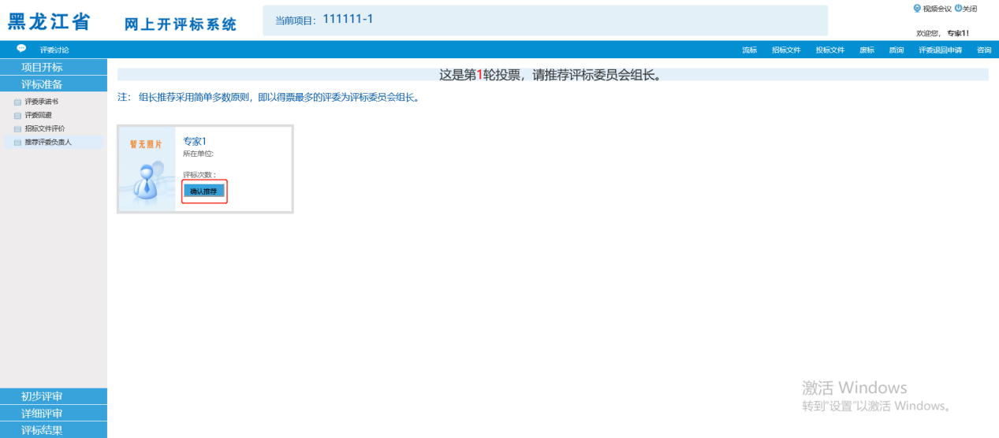 黑龙江省 网上开评标系统 当前项目: 111111-1 视频会议 关闭
欢迎您, 专家1!
评委讨论 流标 招标文件 投标文件 废标 质询 评委退回申请 咨询
项目开标
评标准备
评委承诺书
评委回避
招标文件评价
推荐评委负责人
这是第1轮投票，请推荐评标委员会组长。
注： 组长推荐采用简单多数原则，即以得票最多的评委为评标委员会组长。
暂无照片
专家1
所在单位:
评标次数 :
确认推荐
初步评审
详细评审
评标结果
激活 Windows
转到"设置"以激活 Windows。